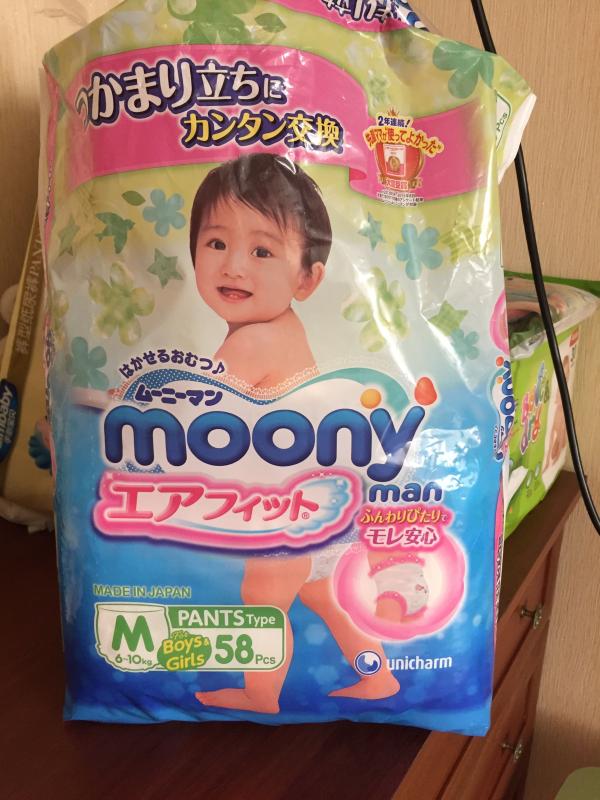 つかまり立ちに
カンタン交換
2年連続!
はかせるおむつ♪
ムーニーマン
moony
man
エアフィット®
ふんわりぴたりで
モレ安心
MADE IN JAPAN
M
6~10kg
PANTS Type
For
Boys &
Girls
58 Pcs
unicharm
Pcs